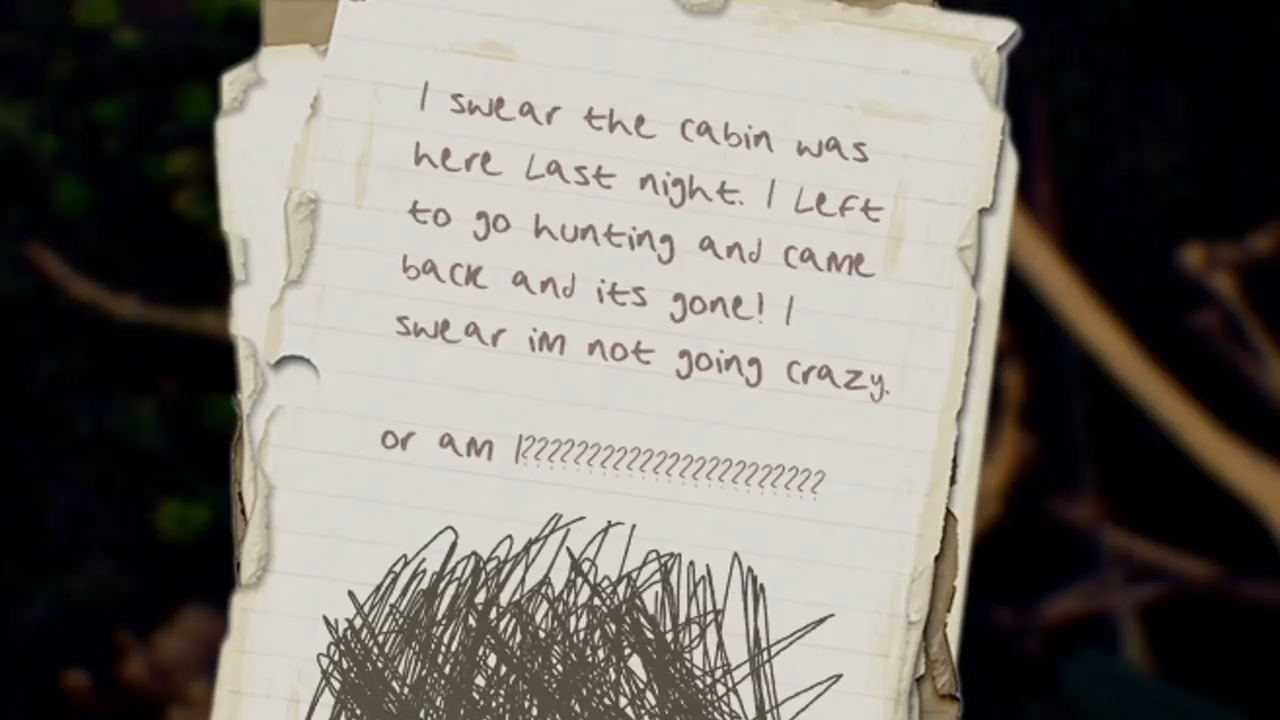 I swear the cabin was
here last night. I left
to go hunting and came
back and its gone! I
swear im not going crazy.
or am I???????????????????????